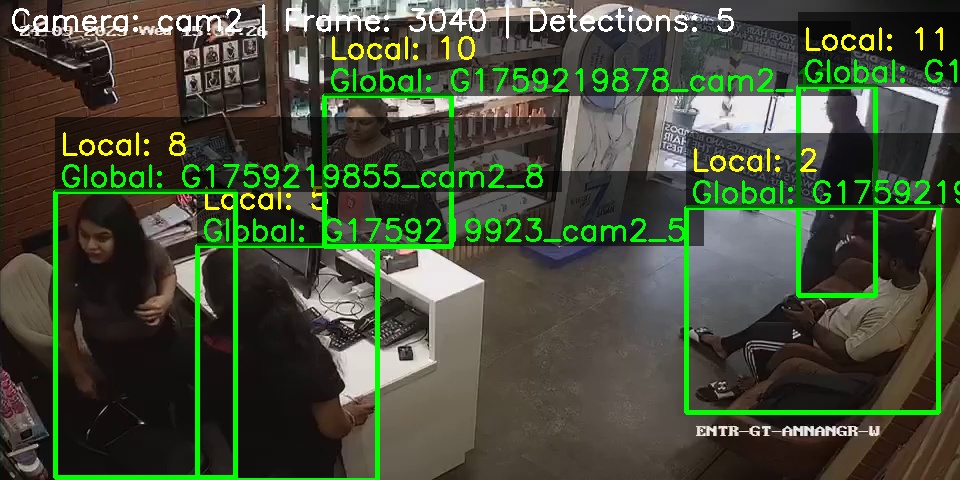 Camera: cam2 | Frame: 3040 | Detections: 5
Local: 10
Global: G1759219878_cam2_
Local: 11
Global: G1
Local: 8
Global: G1759219855_cam2_8
Local: 2
Global: G1759219
Local: 5
Global: G1759219923_cam2_5
ENTR-GT-ANNANGR-W